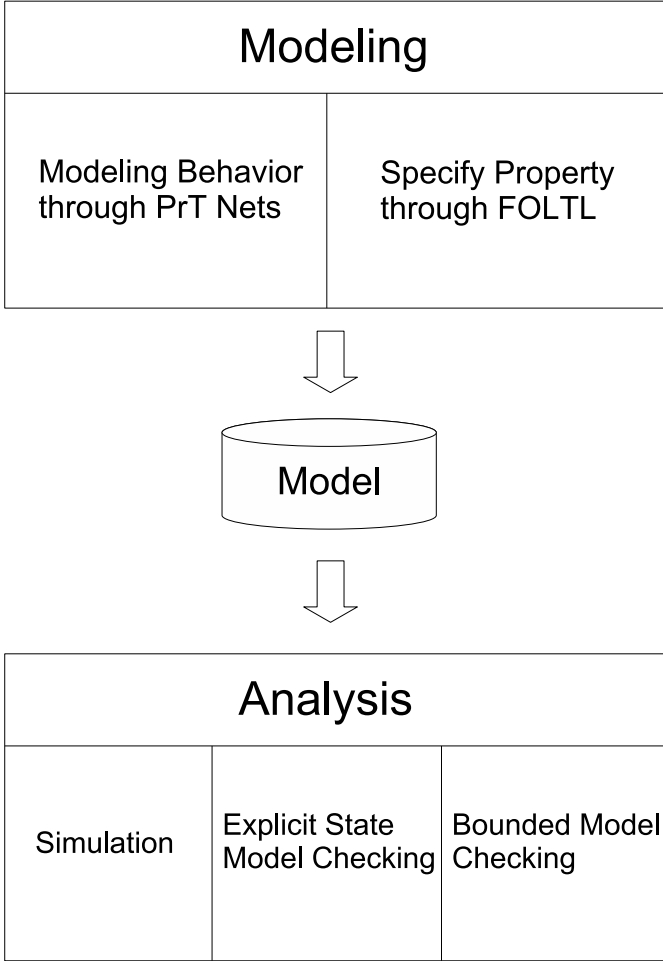 Modeling
Modeling Behavior
through PrT Nets
Specify Property
through FOLTL
Model
Analysis
Simulation
Explicit State
Model Checking
Bounded Model
Checking